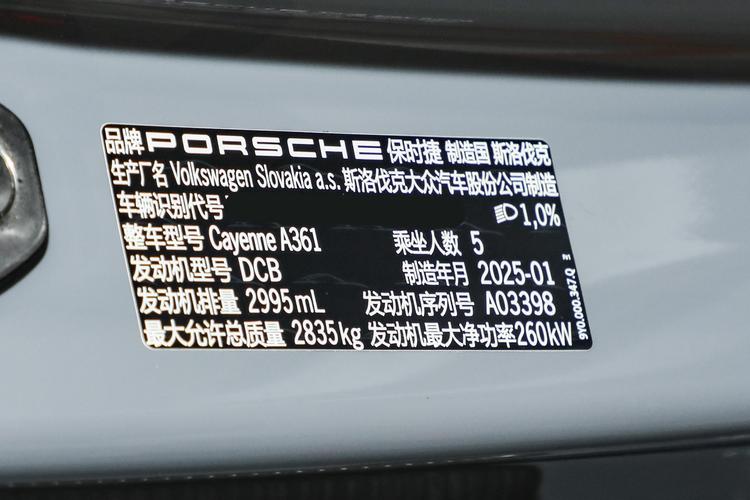 品牌 PORSCHE 保时捷 制造国 斯洛伐克
生产厂名 Volkswagen Slovakia a.s. 斯洛伐克大众汽车股份公司制造
车辆识别代号
1,0%
整车型号 Cayenne A361 乘坐人数 5
发动机型号 DCB 制造年月 2025-01
发动机排量 2995mL 发动机序列号 A03398
最大允许总质量 2835kg 发动机最大净功率260kW
9Y0.000.347.Q